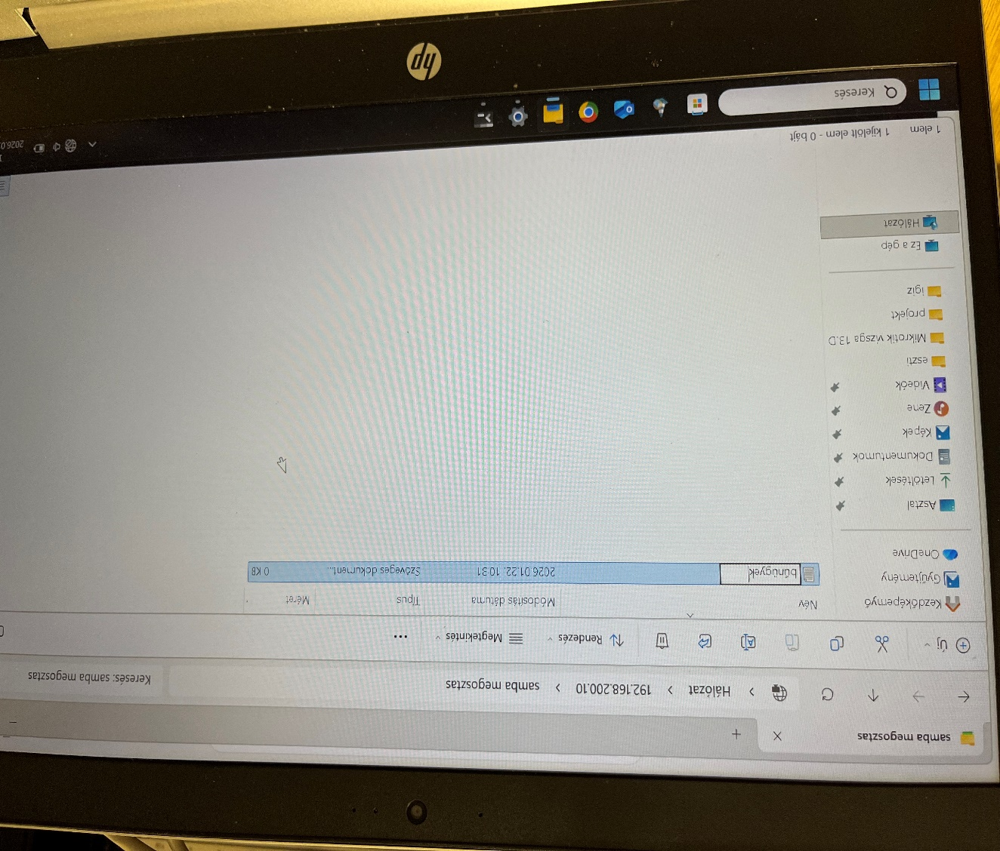 samba megosztas
Hálózat > 192.168.200.10 > samba megosztas
Keresés: samba megosztas
Új
Rendezés
Megtekintés
...
Név
Módosítás dátuma
Típus
Méret
bűnügyek
2026.01.22. 10:31
Szöveges dokument...
0 KB
Kezdőképernyő
Gyűjtemény
OneDrive
Asztal
Letöltések
Dokumentumok
Képek
Zene
Videók
eszti
Mikrotik vizsga 13.D
projekt
igiz
Ez a gép
Hálózat
1 elem
1 kijelölt elem - 0 bájt
Keresés
hp